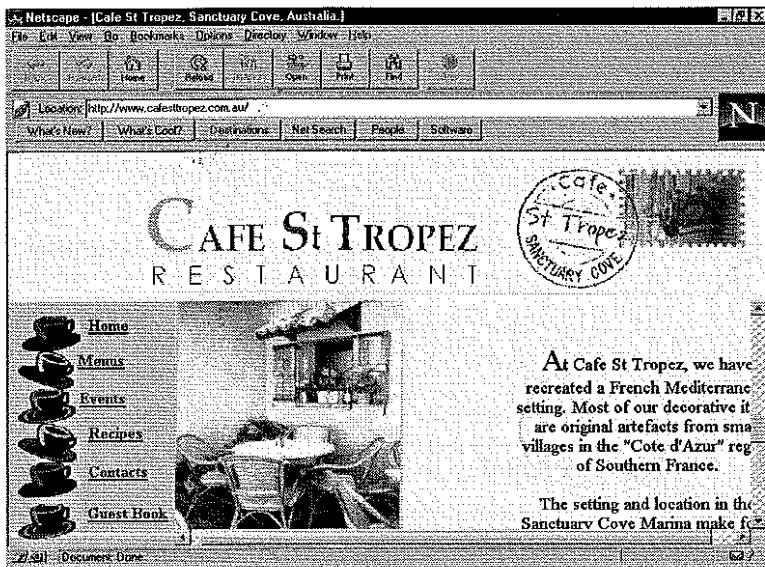 Netscape - [Cafe St Tropez, Sanctuary Cove, Australia.]
File Edit View Go Bookmarks Options Directory Window Help
Home Reload Open Print Find
Location: http://www.cafesttropez.com.au/
What's New? What's Cool? Destinations Net Search People Software
N
CAFE ST TROPEZ
RESTAURANT
Cafe
St Tropez
SANCTUARY COVE
Home
Menus
Events
Recipes
Contacts
Guest Book
At Cafe St Tropez, we have
recreated a French Mediterrane
setting. Most of our decorative it
are original artefacts from sma
villages in the "Cote d'Azur" reg
of Southern France.
The setting and location in the
Sanctuary Cove Marina make fo
Document: Done